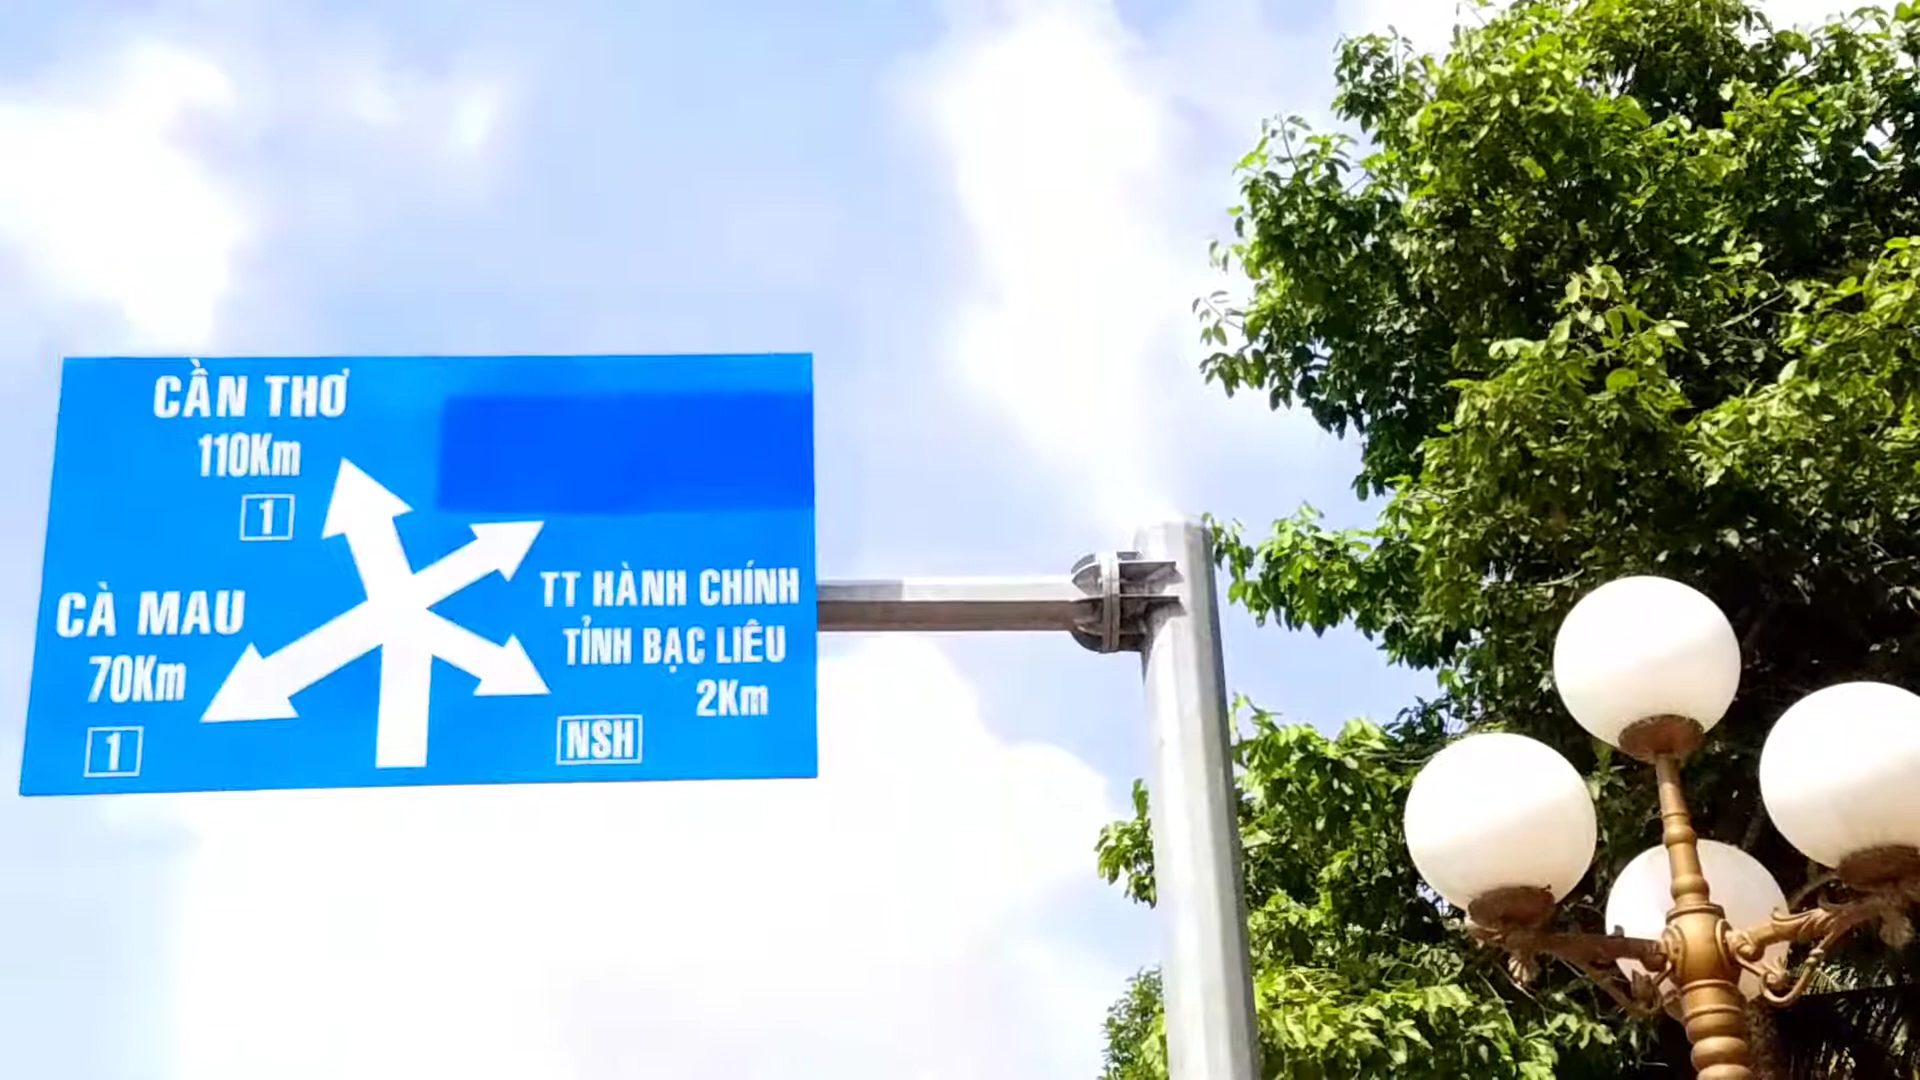 CẦN THƠ
110Km
1
CÀ MAU
70Km
1
TT HÀNH CHÍNH
TỈNH BẠC LIÊU
2Km
NSH